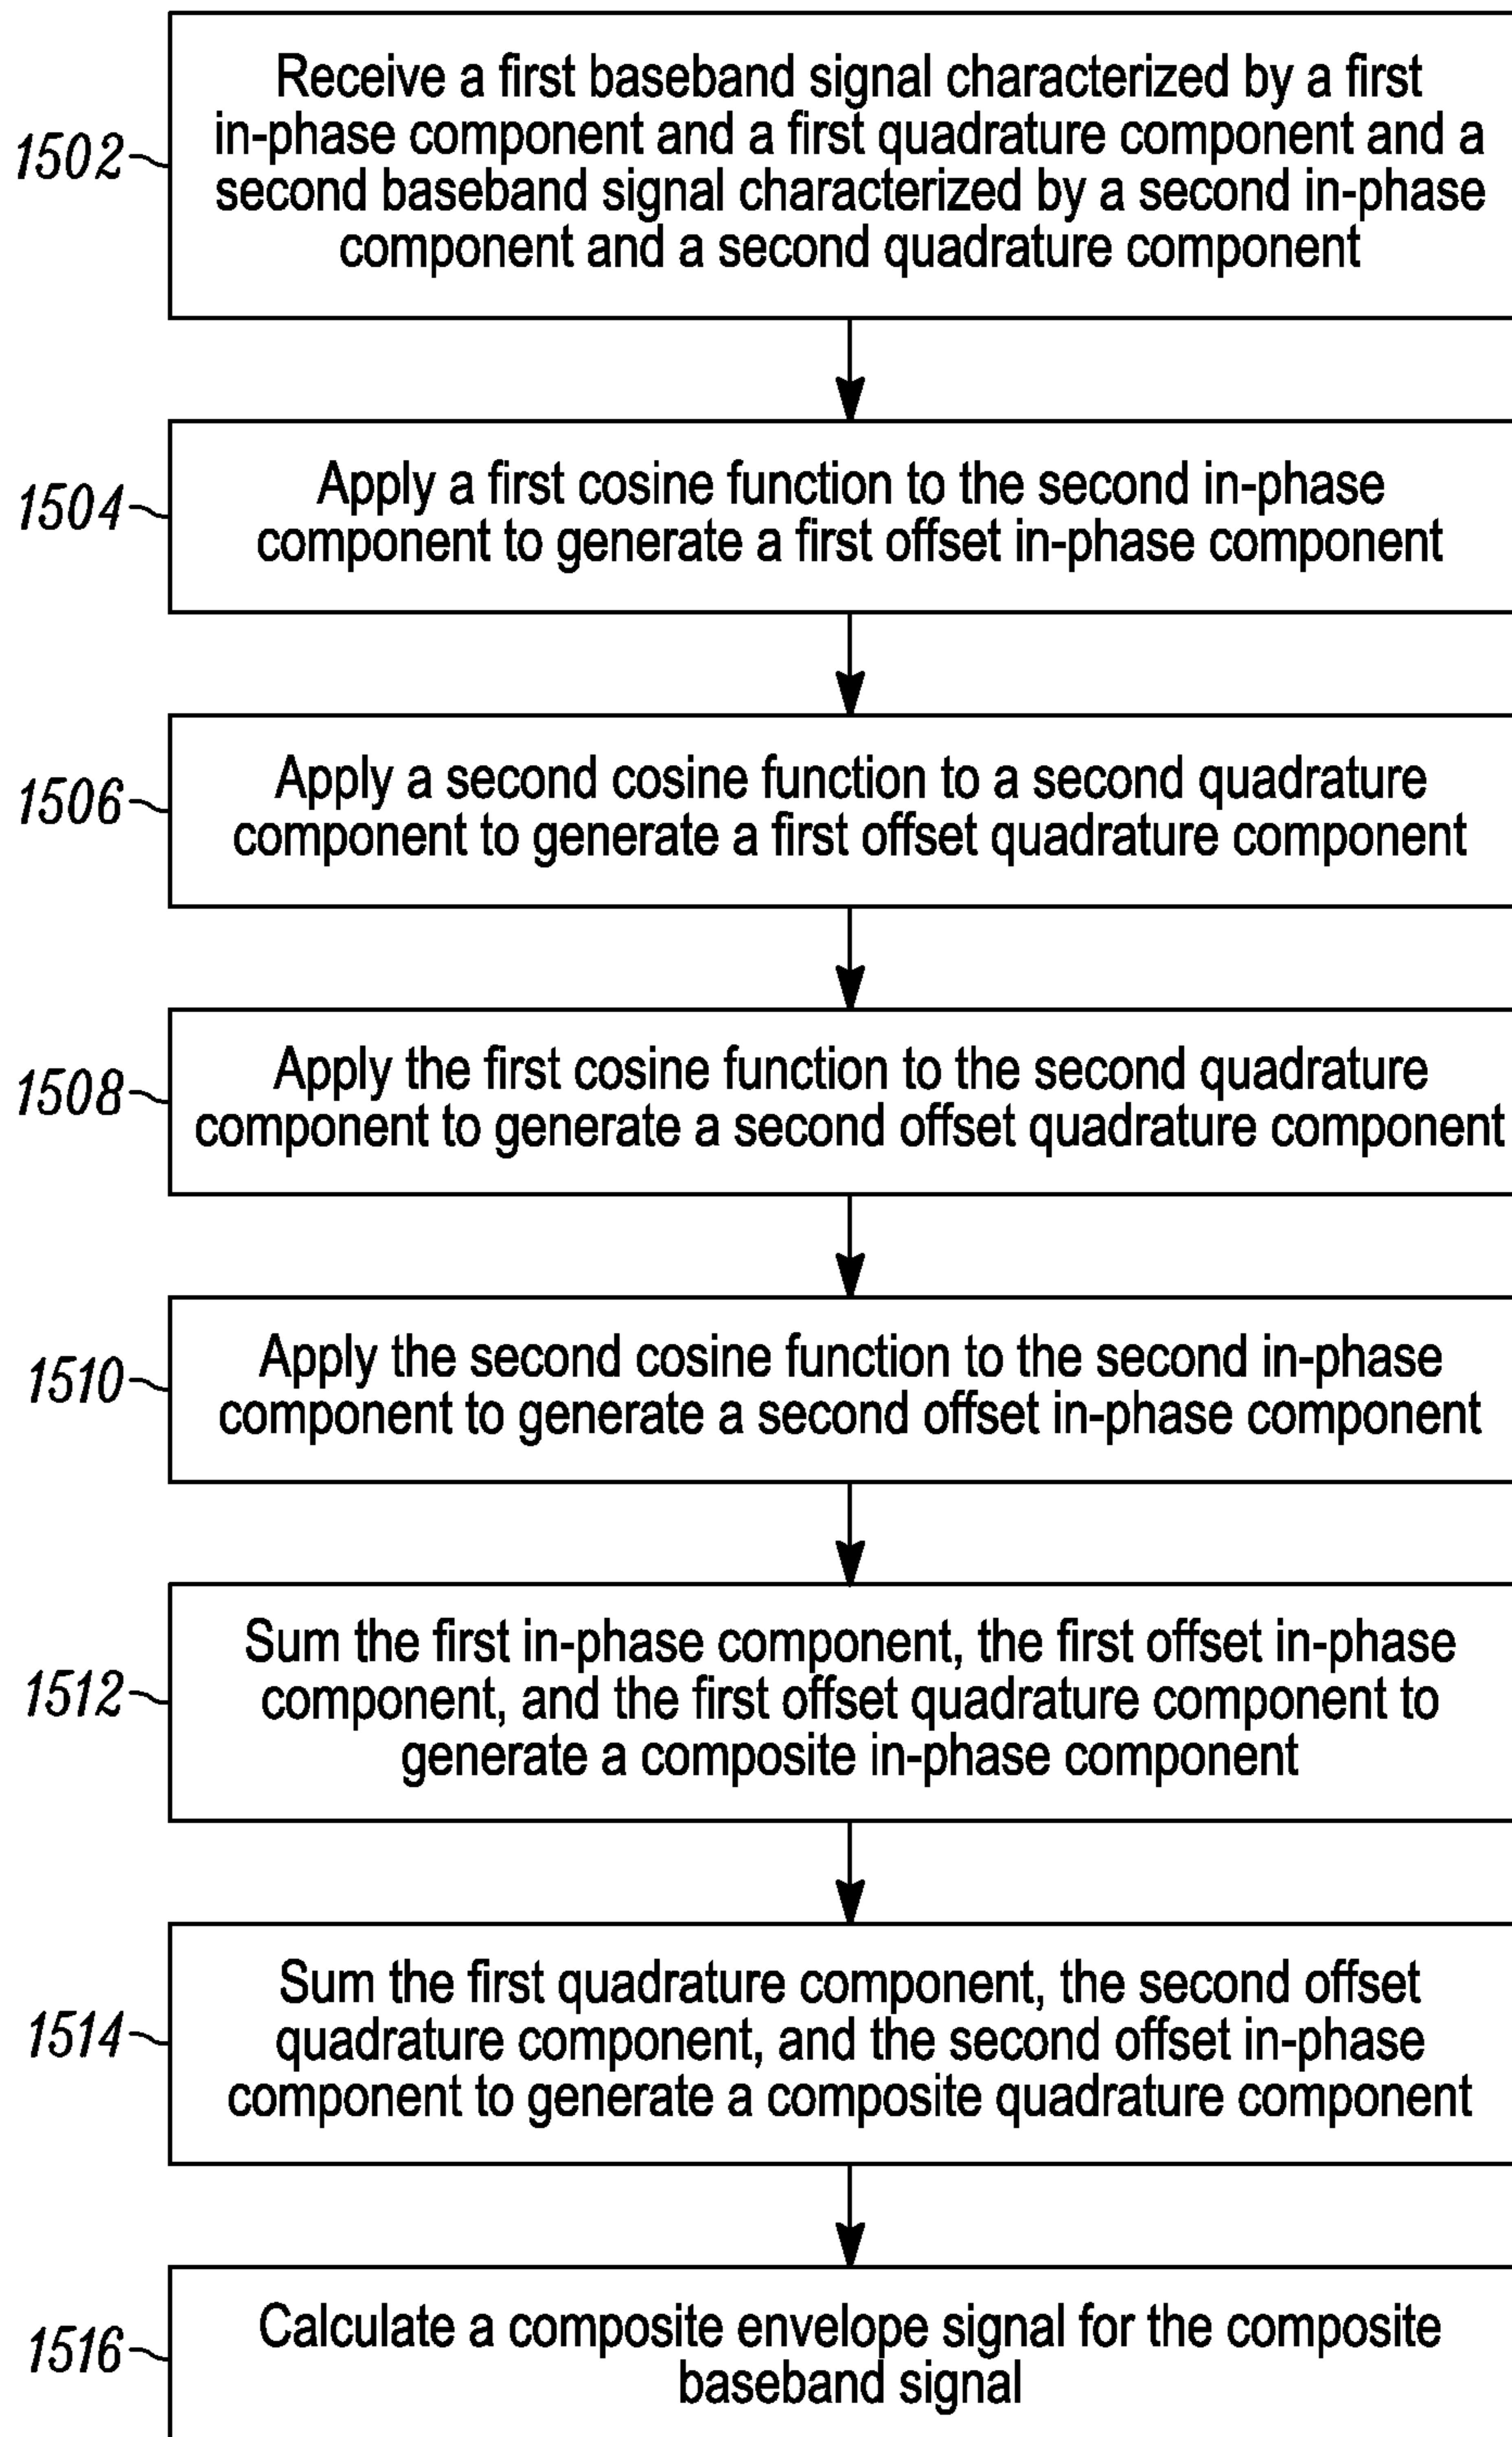 Receive a first baseband signal characterized by a first
in-phase component and a first quadrature component and a
second baseband signal characterized by a second in-phase
component and a second quadrature component
1502
Apply a first cosine function to the second in-phase
component to generate a first offset in-phase component
1504
Apply a second cosine function to a second quadrature
component to generate a first offset quadrature component
1506
Apply the first cosine function to the second quadrature
component to generate a second offset quadrature component
1508
Apply the second cosine function to the second in-phase
component to generate a second offset in-phase component
1510
Sum the first in-phase component, the first offset in-phase
component, and the first offset quadrature component to
generate a composite in-phase component
1512
Sum the first quadrature component, the second offset
quadrature component, and the second offset in-phase
component to generate a composite quadrature component
1514
Calculate a composite envelope signal for the composite
baseband signal
1516